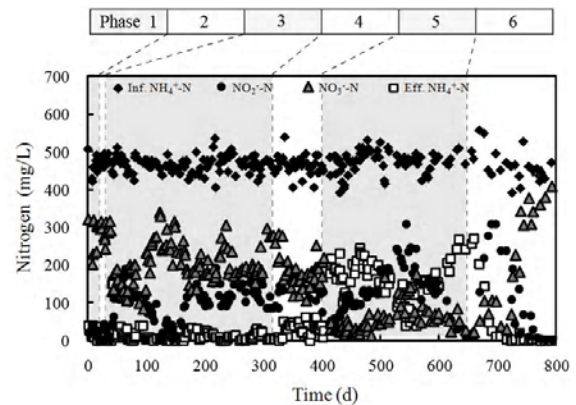 Phase 1 2 3 4 5 6
700
Inf. NH₄⁺-N NO₂⁻-N NO₃⁻-N Eff. NH₄⁺-N
600
500
400
300
200
100
0
Nitrogen (mg/L)
0 100 200 300 400 500 600 700 800
Time (d)